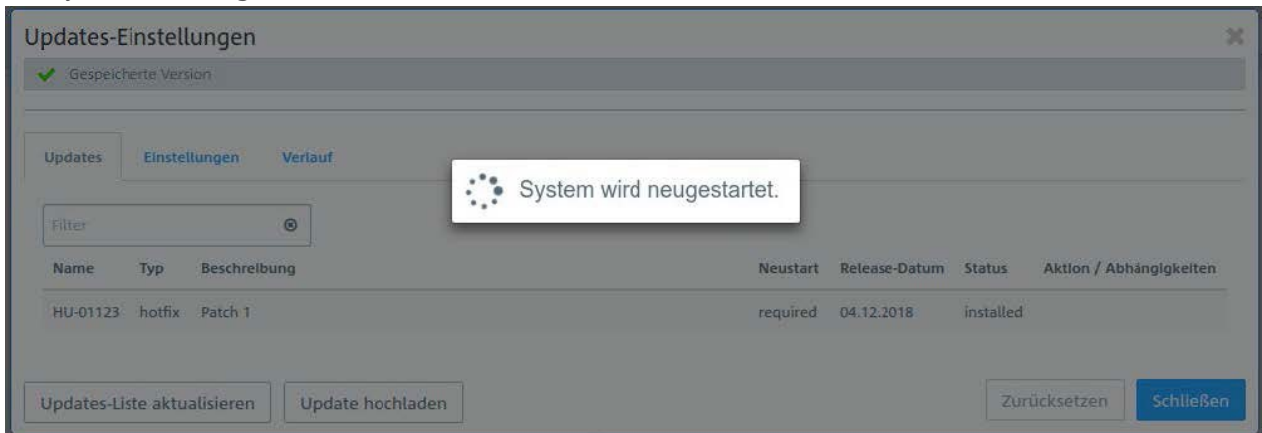 Updates-Einstellungen
Gespeicherte Version
Updates Einstellungen Verlauf
System wird neugestartet.
Filter
Name Typ Beschreibung Neustart Release-Datum Status Aktion / Abhängigkeiten
HU-01123 hotfix Patch 1 required 04.12.2018 installed
Updates-Liste aktualisieren Update hochladen Zurücksetzen Schließen